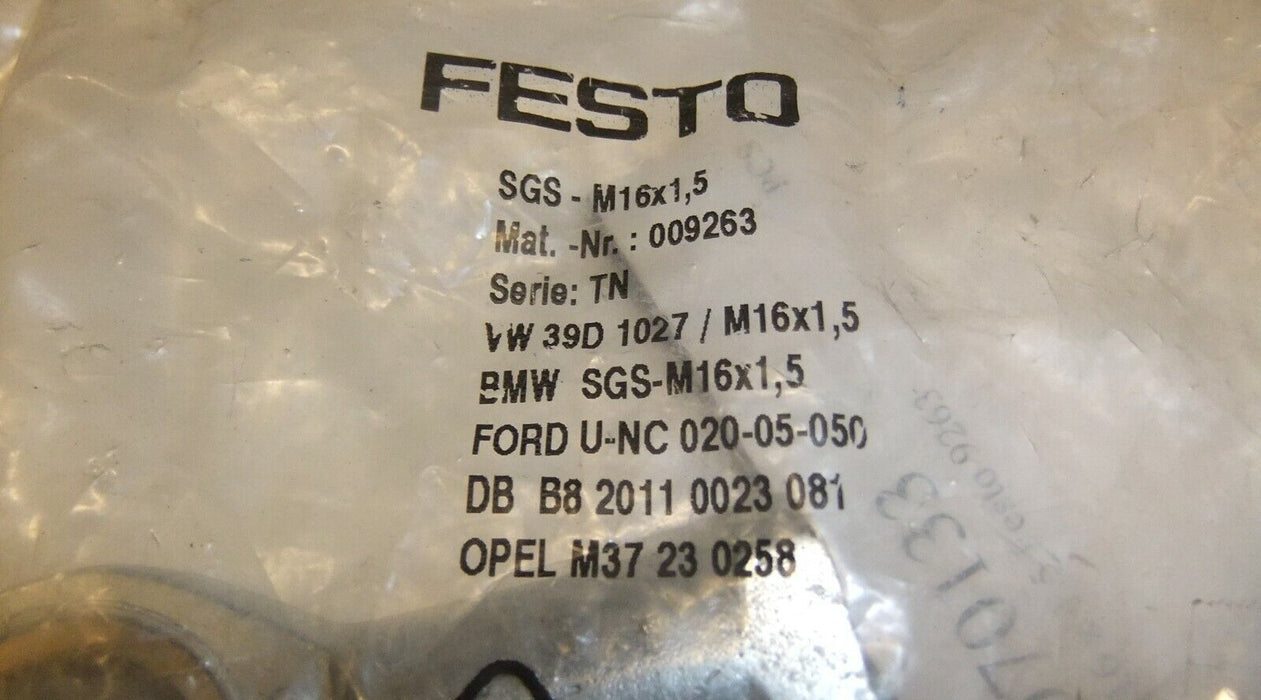 FESTO
SGS - M16x1,5
Mat. -Nr. : 009263
Serie: TN
VW 39D 1027 / M16x1,5
BMW SGS-M16x1,5
FORD U-NC 020-05-050
DB B8 2011 0023 081
OPEL M37 23 0258